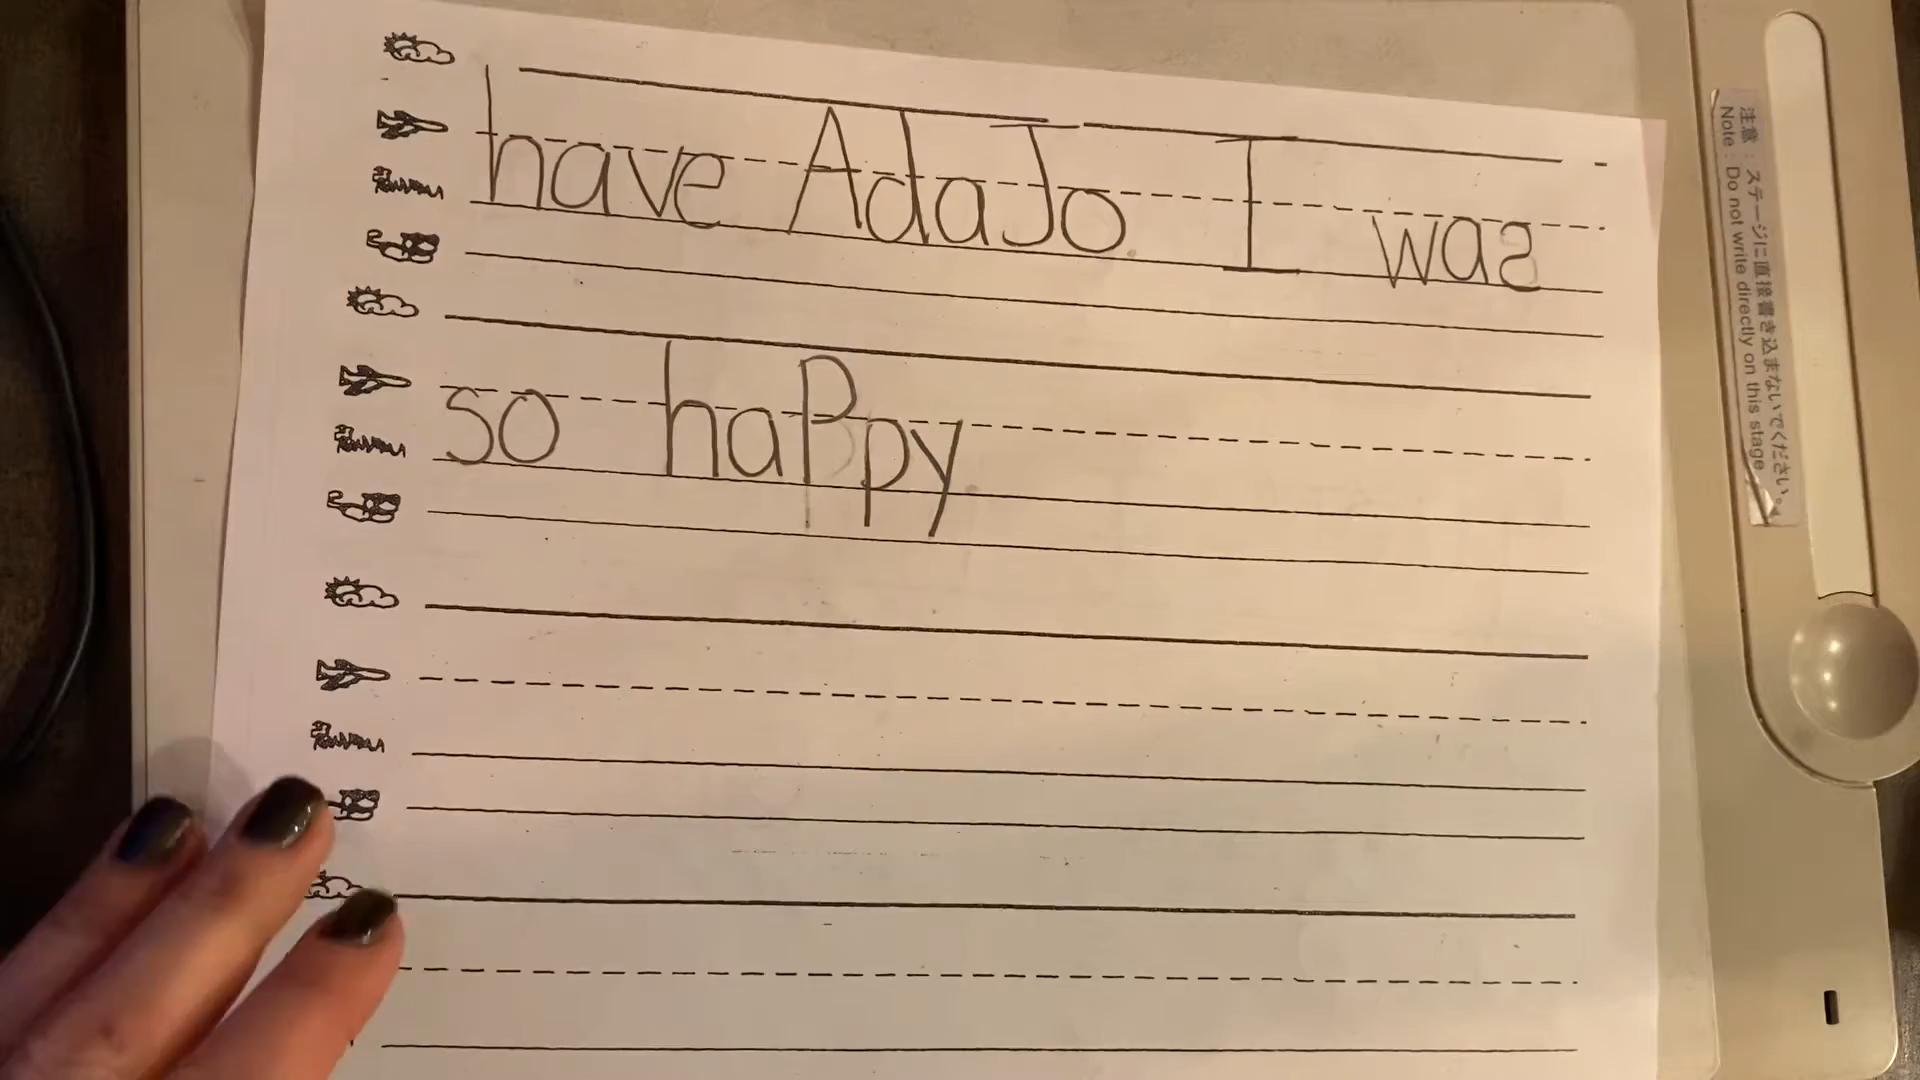 have AdaJo. I was
so haPpy.
注意：ステージに直接書き込まないでください。
Note : Do not write directly on this stage